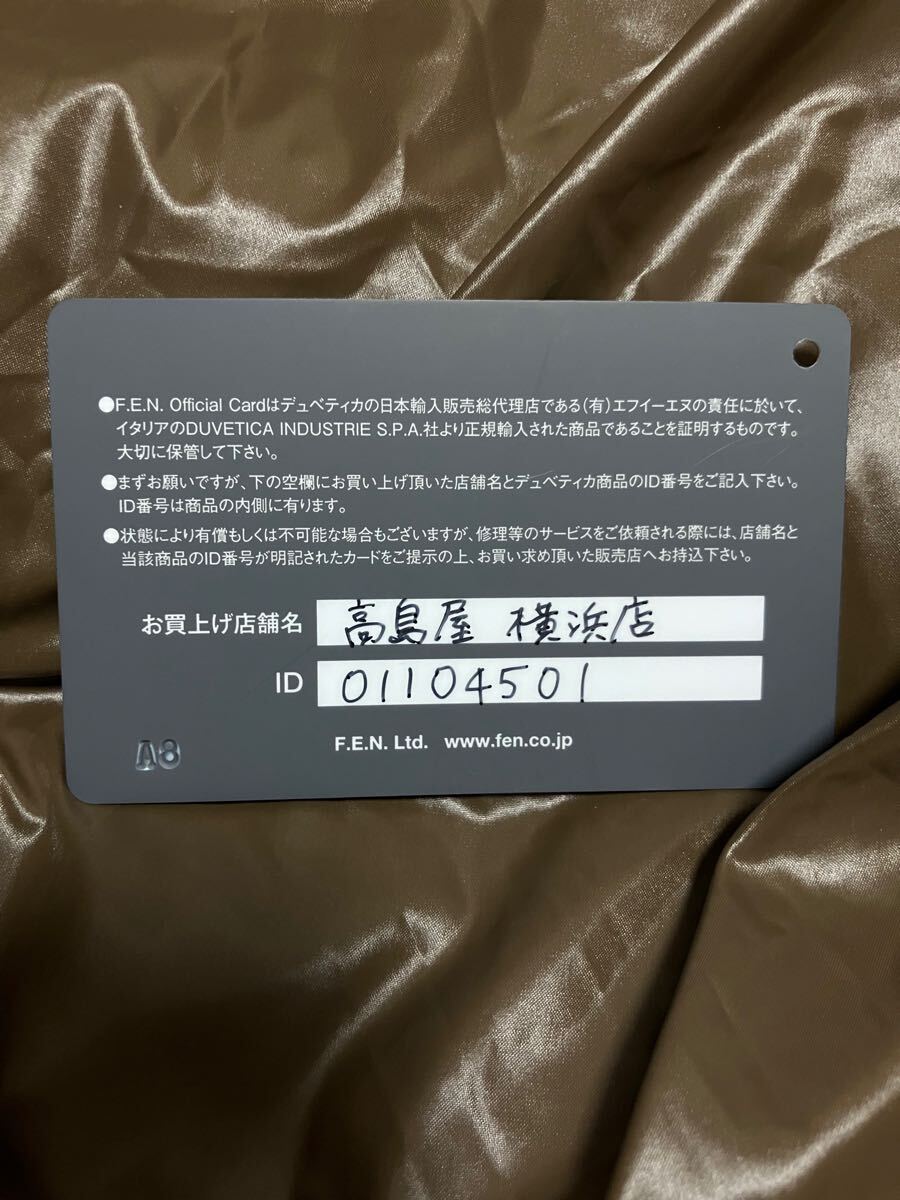 ●F.E.N. Official Cardはデュベティカの日本輸入販売総代理店である(有)エフイーエヌの責任に於いて、
イタリアのDUVETICA INDUSTRIE S.P.A.社より正規輸入された商品であることを証明するものです。
大切に保管して下さい。
●まずお願いですが、下の空欄にお買い上げ頂いた店舗名とデュベティカ商品のID番号をご記入下さい。
ID番号は商品の内側に有ります。
●状態により有償もしくは不可能な場合もございますが、修理等のサービスをご依頼される際には、店舗名と
当該商品のID番号が明記されたカードをご提示の上、お買い求め頂いた販売店へお持込下さい。
お買上げ店舗名 高島屋 横浜店
ID 01104501
A8 F.E.N. Ltd. www.fen.co.jp